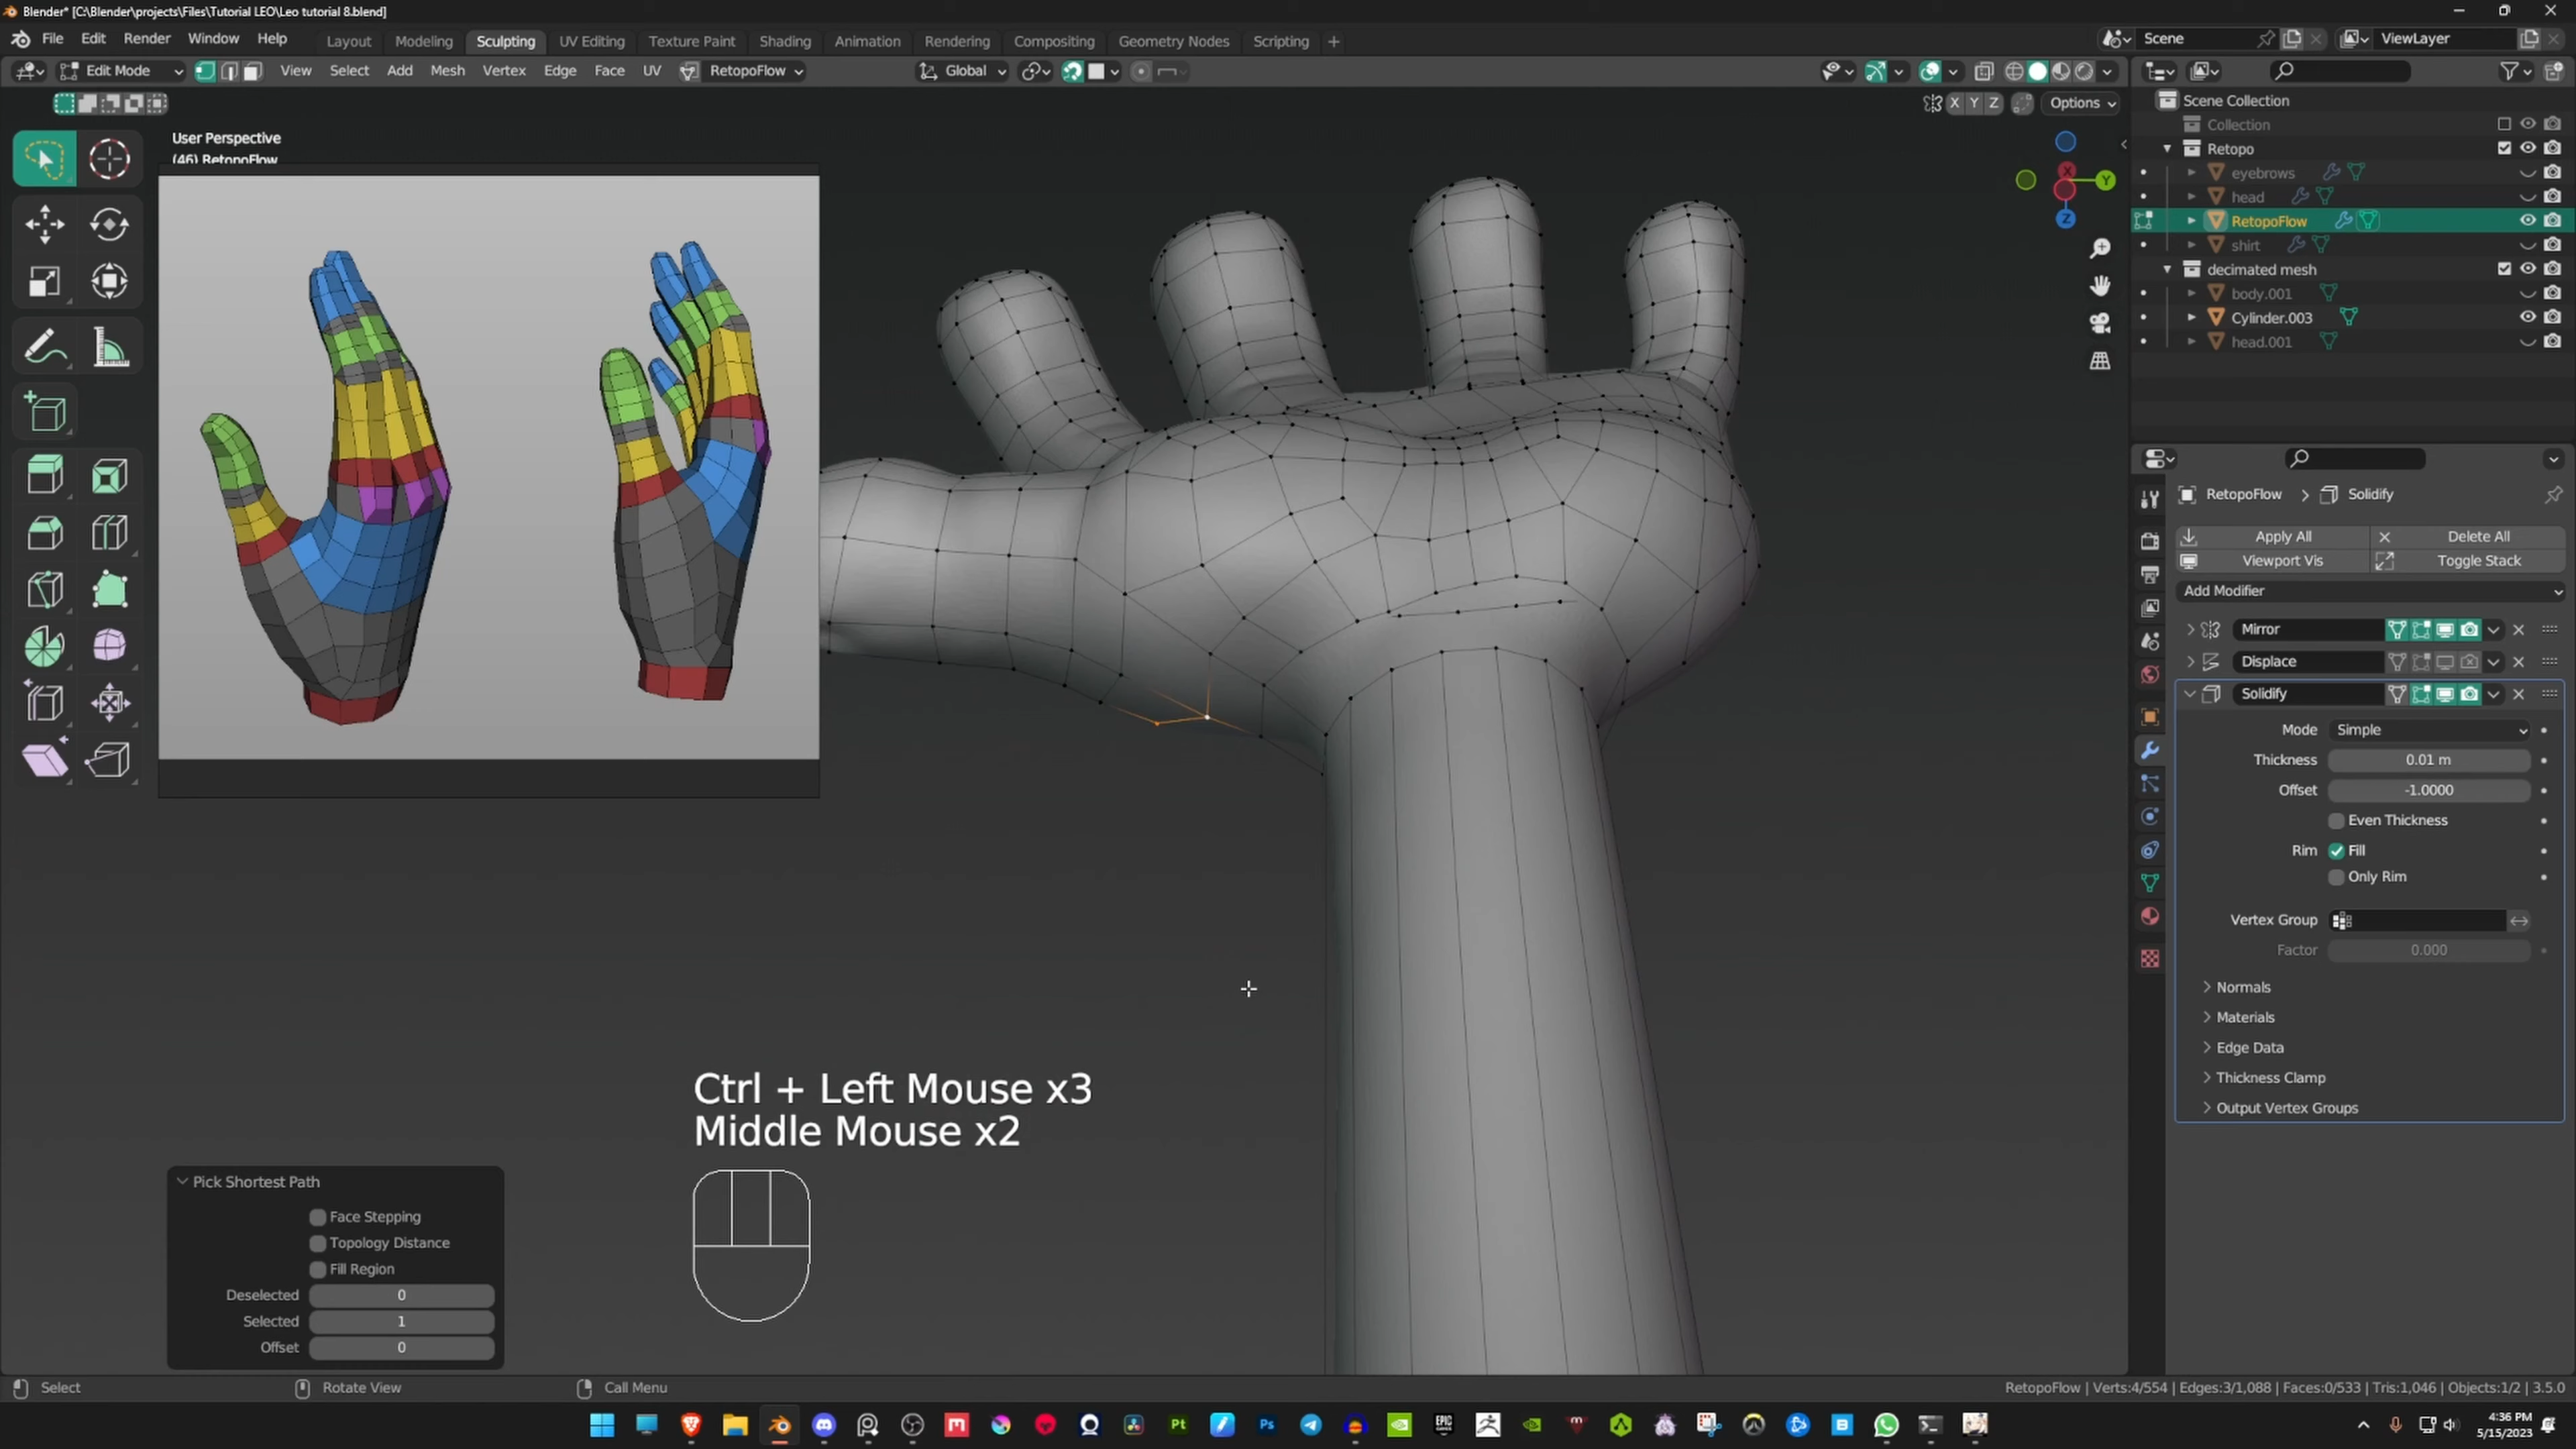 Blender* [C:\Blender\projects\Files\Tutorial LEO\Leo tutorial 8.blend]
File Edit Render Window Help Layout Modeling Sculpting UV Editing Texture Paint Shading Animation Rendering Compositing Geometry Nodes Scripting + Scene ViewLayer
Edit Mode View Select Add Mesh Vertex Edge Face UV RetopoFlow Global
X Y Z Options
User Perspective
(46) RetopoFlow
X Y Z
Scene Collection
Collection
Retopo
eyebrows
head
RetopoFlow
shirt
decimated mesh
body.001
Cylinder.003
head.001
RetopoFlow > Solidify
Apply All Delete All
Viewport Vis Toggle Stack
Add Modifier
Mirror
Displace
Solidify
Mode Simple
Thickness 0.01 m
Offset -1.0000
Even Thickness
Rim Fill
Only Rim
Vertex Group
Factor 0.000
Normals
Materials
Edge Data
Thickness Clamp
Output Vertex Groups
Ctrl + Left Mouse x3
Middle Mouse x2
Pick Shortest Path
Face Stepping
Topology Distance
Fill Region
Deselected 0
Selected 1
Offset 0
Select Rotate View Call Menu RetopoFlow | Verts:4/554 | Edges:3/1,088 | Faces:0/533 | Tris:1,046 | Objects:1/2 | 3.5.0
Pt Ps EPIC GAMES B
4:36 PM
5/15/2023